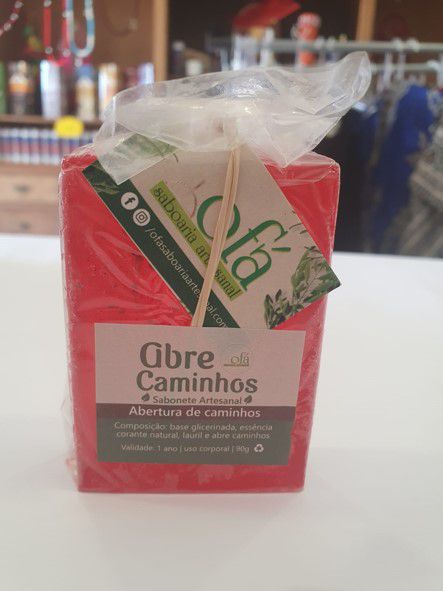 ofá
saboaria artesanal
/ofasaboariaartesanal.com
abre
ofá
Caminhos
Sabonete Artesanal
Abertura de caminhos
Composição: base glicerinada, essência
corante natural, lauril e abre caminhos
Validade: 1 ano | uso corporal | 90g